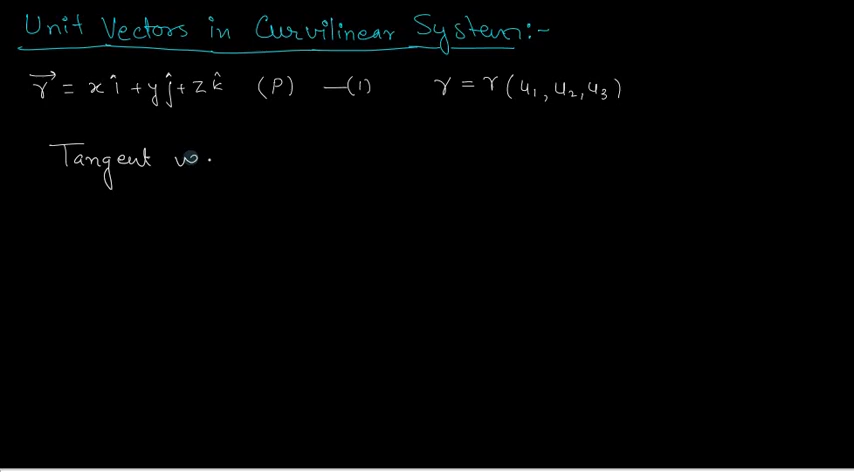 Unit Vectors in Curvilinear System:-
r⃗ = x î + y ĵ + z k̂ (P) —(1) r = r (u₁, u₂, u₃)
Tangent